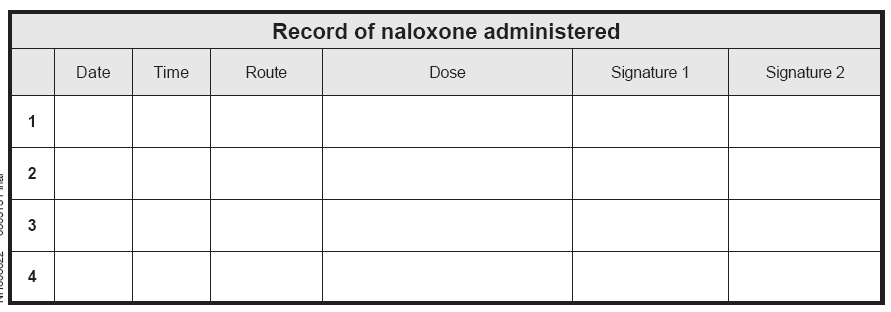 Record of naloxone administered
Date Time Route Dose Signature 1 Signature 2
1
2
3
4